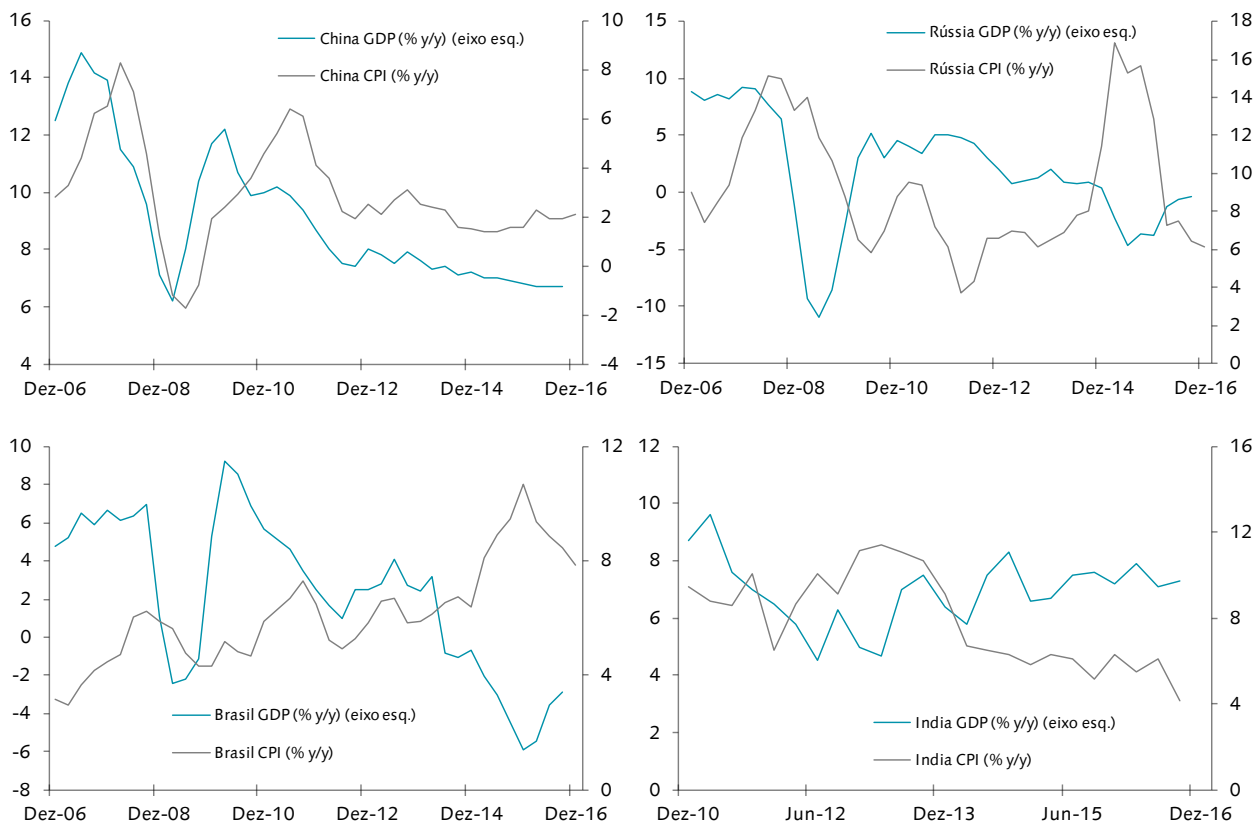 China GDP (% y/y) (eixo esq.)
China CPI (% y/y)
16
14
12
10
8
6
4
10
8
6
4
2
0
-2
-4
Dez-06
Dez-08
Dez-10
Dez-12
Dez-14
Dez-16
Rússia GDP (% y/y) (eixo esq.)
Rússia CPI (% y/y)
15
10
5
0
-5
-10
-15
18
16
14
12
10
8
6
4
2
0
Dez-06
Dez-08
Dez-10
Dez-12
Dez-14
Dez-16
10
8
6
4
2
0
-2
-4
-6
-8
12
8
4
0
Brasil GDP (% y/y) (eixo esq.)
Brasil CPI (% y/y)
Dez-06
Dez-08
Dez-10
Dez-12
Dez-14
Dez-16
12
10
8
6
4
2
0
16
12
8
4
0
India GDP (% y/y) (eixo esq.)
India CPI (% y/y)
Dez-10
Jun-12
Dez-13
Jun-15
Dez-16